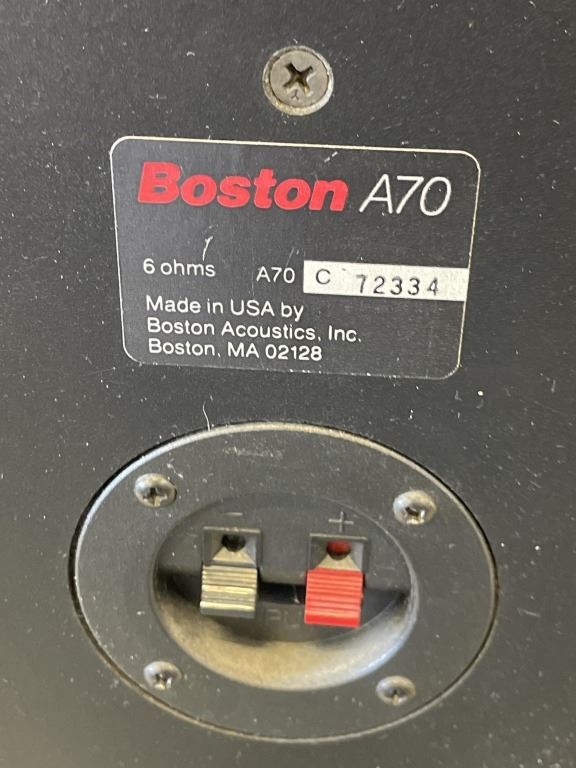 Boston A70
6 ohms A70 C 72334
Made in USA by
Boston Acoustics, Inc.
Boston, MA 02128
- +